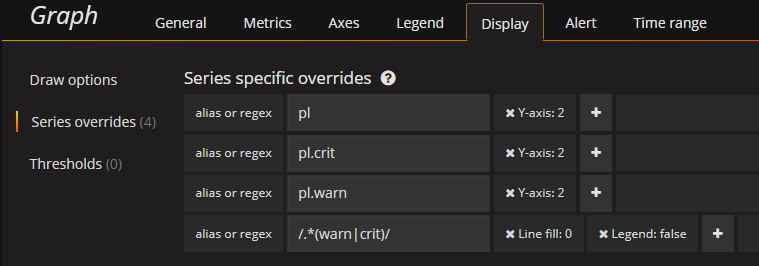 Graph General Metrics Axes Legend Display Alert Time range
Draw options
Series overrides (4)
Thresholds (0)
Series specific overrides ?
alias or regex pl ✖ Y-axis: 2 +
alias or regex pl.crit ✖ Y-axis: 2 +
alias or regex pl.warn ✖ Y-axis: 2 +
alias or regex /.*(warn|crit)/ ✖ Line fill: 0 ✖ Legend: false +